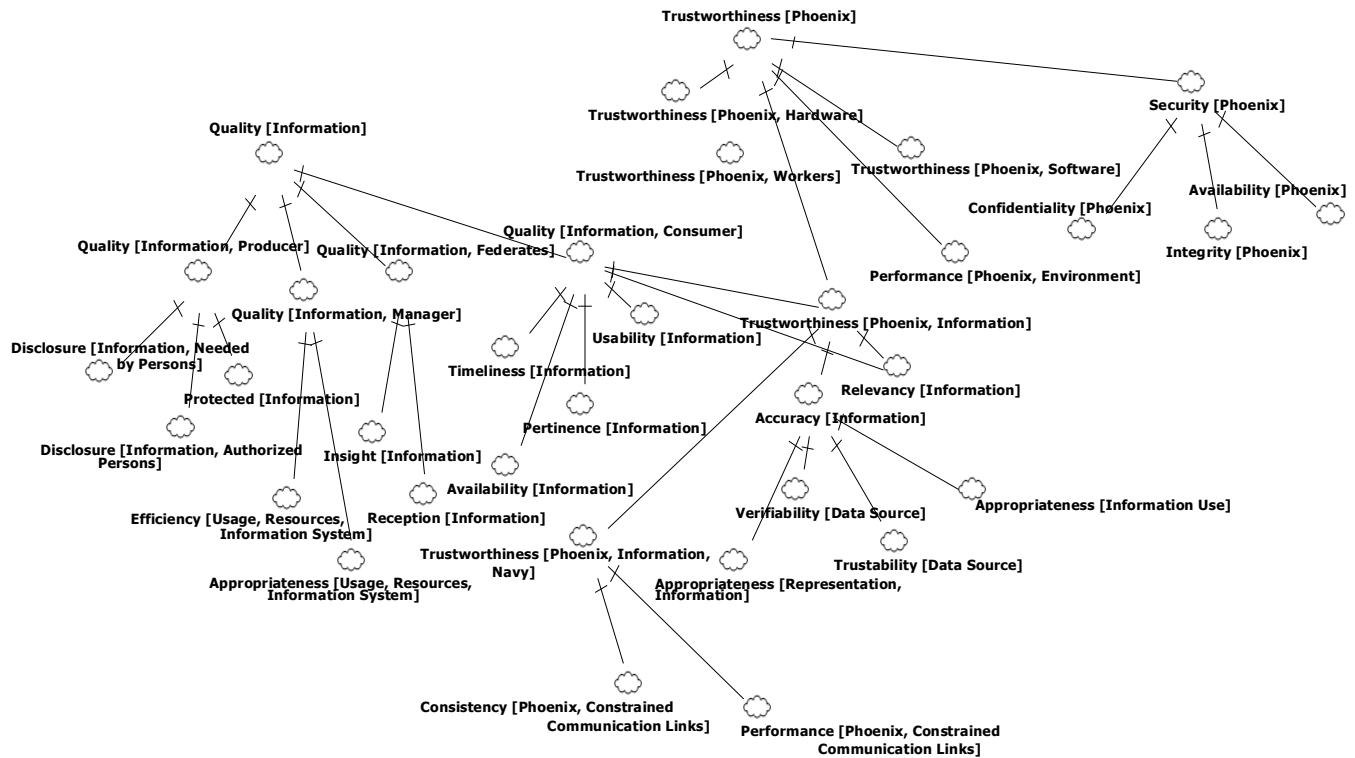 Trustworthiness [Phoenix]
Security [Phoenix]
Trustworthiness [Phoenix, Hardware]
Quality [Information]
Trustworthiness [Phoenix, Software]
Trustworthiness [Phoenix, Workers]
Availability [Phoenix]
Confidentiality [Phoenix]
Quality [Information, Consumer]
Quality [Information, Producer]
Quality [Information, Federates]
Integrity [Phoenix]
Performance [Phoenix, Environment]
Quality [Information, Manager]
Trustworthiness [Phoenix, Information]
Usability [Information]
Disclosure [Information, Needed
by Persons]
Timeliness [Information]
Relevancy [Information]
Protected [Information]
Accuracy [Information]
Pertinence [Information]
Disclosure [Information, Authorized
Persons]
Insight [Information]
Availability [Information]
Appropriateness [Information Use]
Verifiability [Data Source]
Efficiency [Usage, Resources,
Information System]
Reception [Information]
Trustworthiness [Phoenix, Information,
Navy]
Trustability [Data Source]
Appropriateness [Usage, Resources,
Information System]
Appropriateness [Representation,
Information]
Consistency [Phoenix, Constrained
Communication Links]
Performance [Phoenix, Constrained
Communication Links]